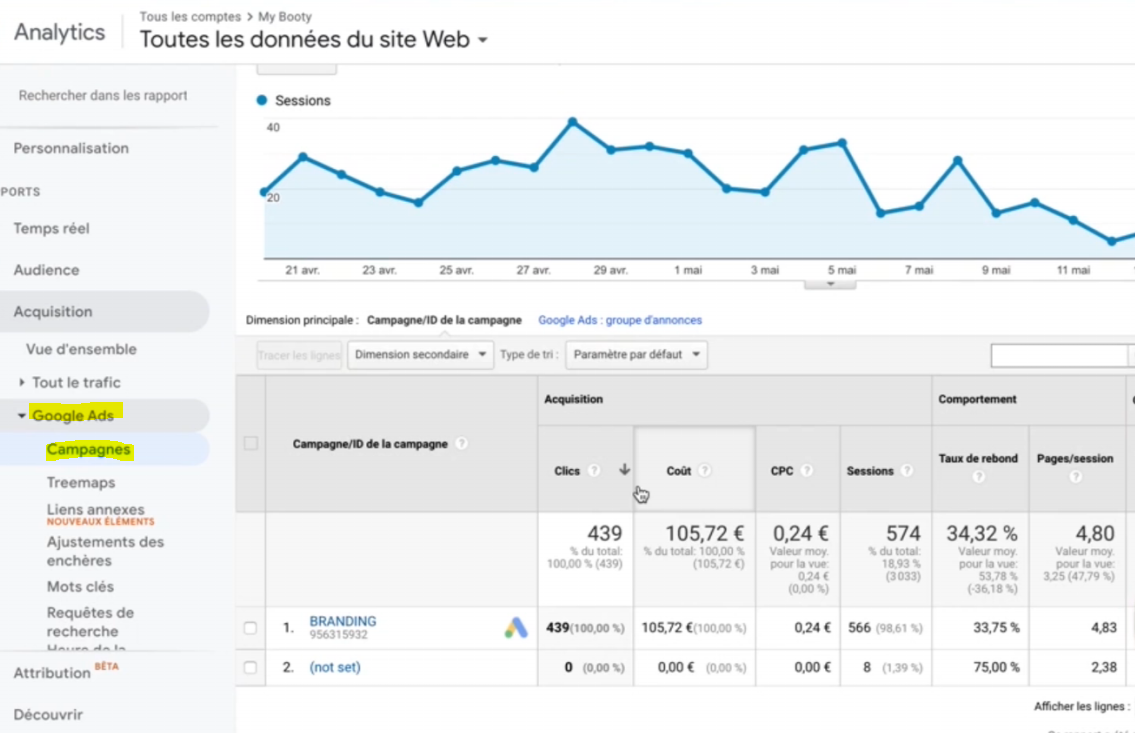 Analytics
Tous les comptes > My Booty
Toutes les données du site Web
Rechercher dans les rapport
Personnalisation
PORTS
Temps réel
Audience
Acquisition
Vue d'ensemble
Tout le trafic
Google Ads
Campagnes
Treemaps
Liens annexes
NOUVEAUX ÉLÉMENTS
Ajustements des
enchères
Mots clés
Requêtes de
recherche
Heure de la
Attribution BÊTA
Découvrir
Sessions
40
20
21 avr. 23 avr. 25 avr. 27 avr. 29 avr. 1 mai 3 mai 5 mai 7 mai 9 mai 11 mai
Dimension principale : Campagne/ID de la campagne Google Ads : groupe d'annonces
Tracer les lignes Dimension secondaire Type de tri : Paramètre par défaut
Campagne/ID de la campagne ?
Acquisition Comportement
Clics ? Coût ? CPC ? Sessions ? Taux de rebond ? Pages/session ?
439 105,72 € 0,24 € 574 34,32 % 4,80
% du total: 100,00 % (439)
% du total: 100,00 % (105,72 €)
Valeur moy. pour la vue: 0,24 € (0,00 %)
% du total: 18,93 % (3 033)
Valeur moy. pour la vue: 53,78 % (-36,18 %)
Valeur moy. pour la vue: 3,25 (47,79 %)
1. BRANDING 439(100,00 %) 105,72 €(100,00 %) 0,24 € 566 (98,61 %) 33,75 % 4,83
956315932
2. (not set) 0 (0,00 %) 0,00 € (0,00 %) 0,00 € 8 (1,39 %) 75,00 % 2,38
Afficher les lignes :